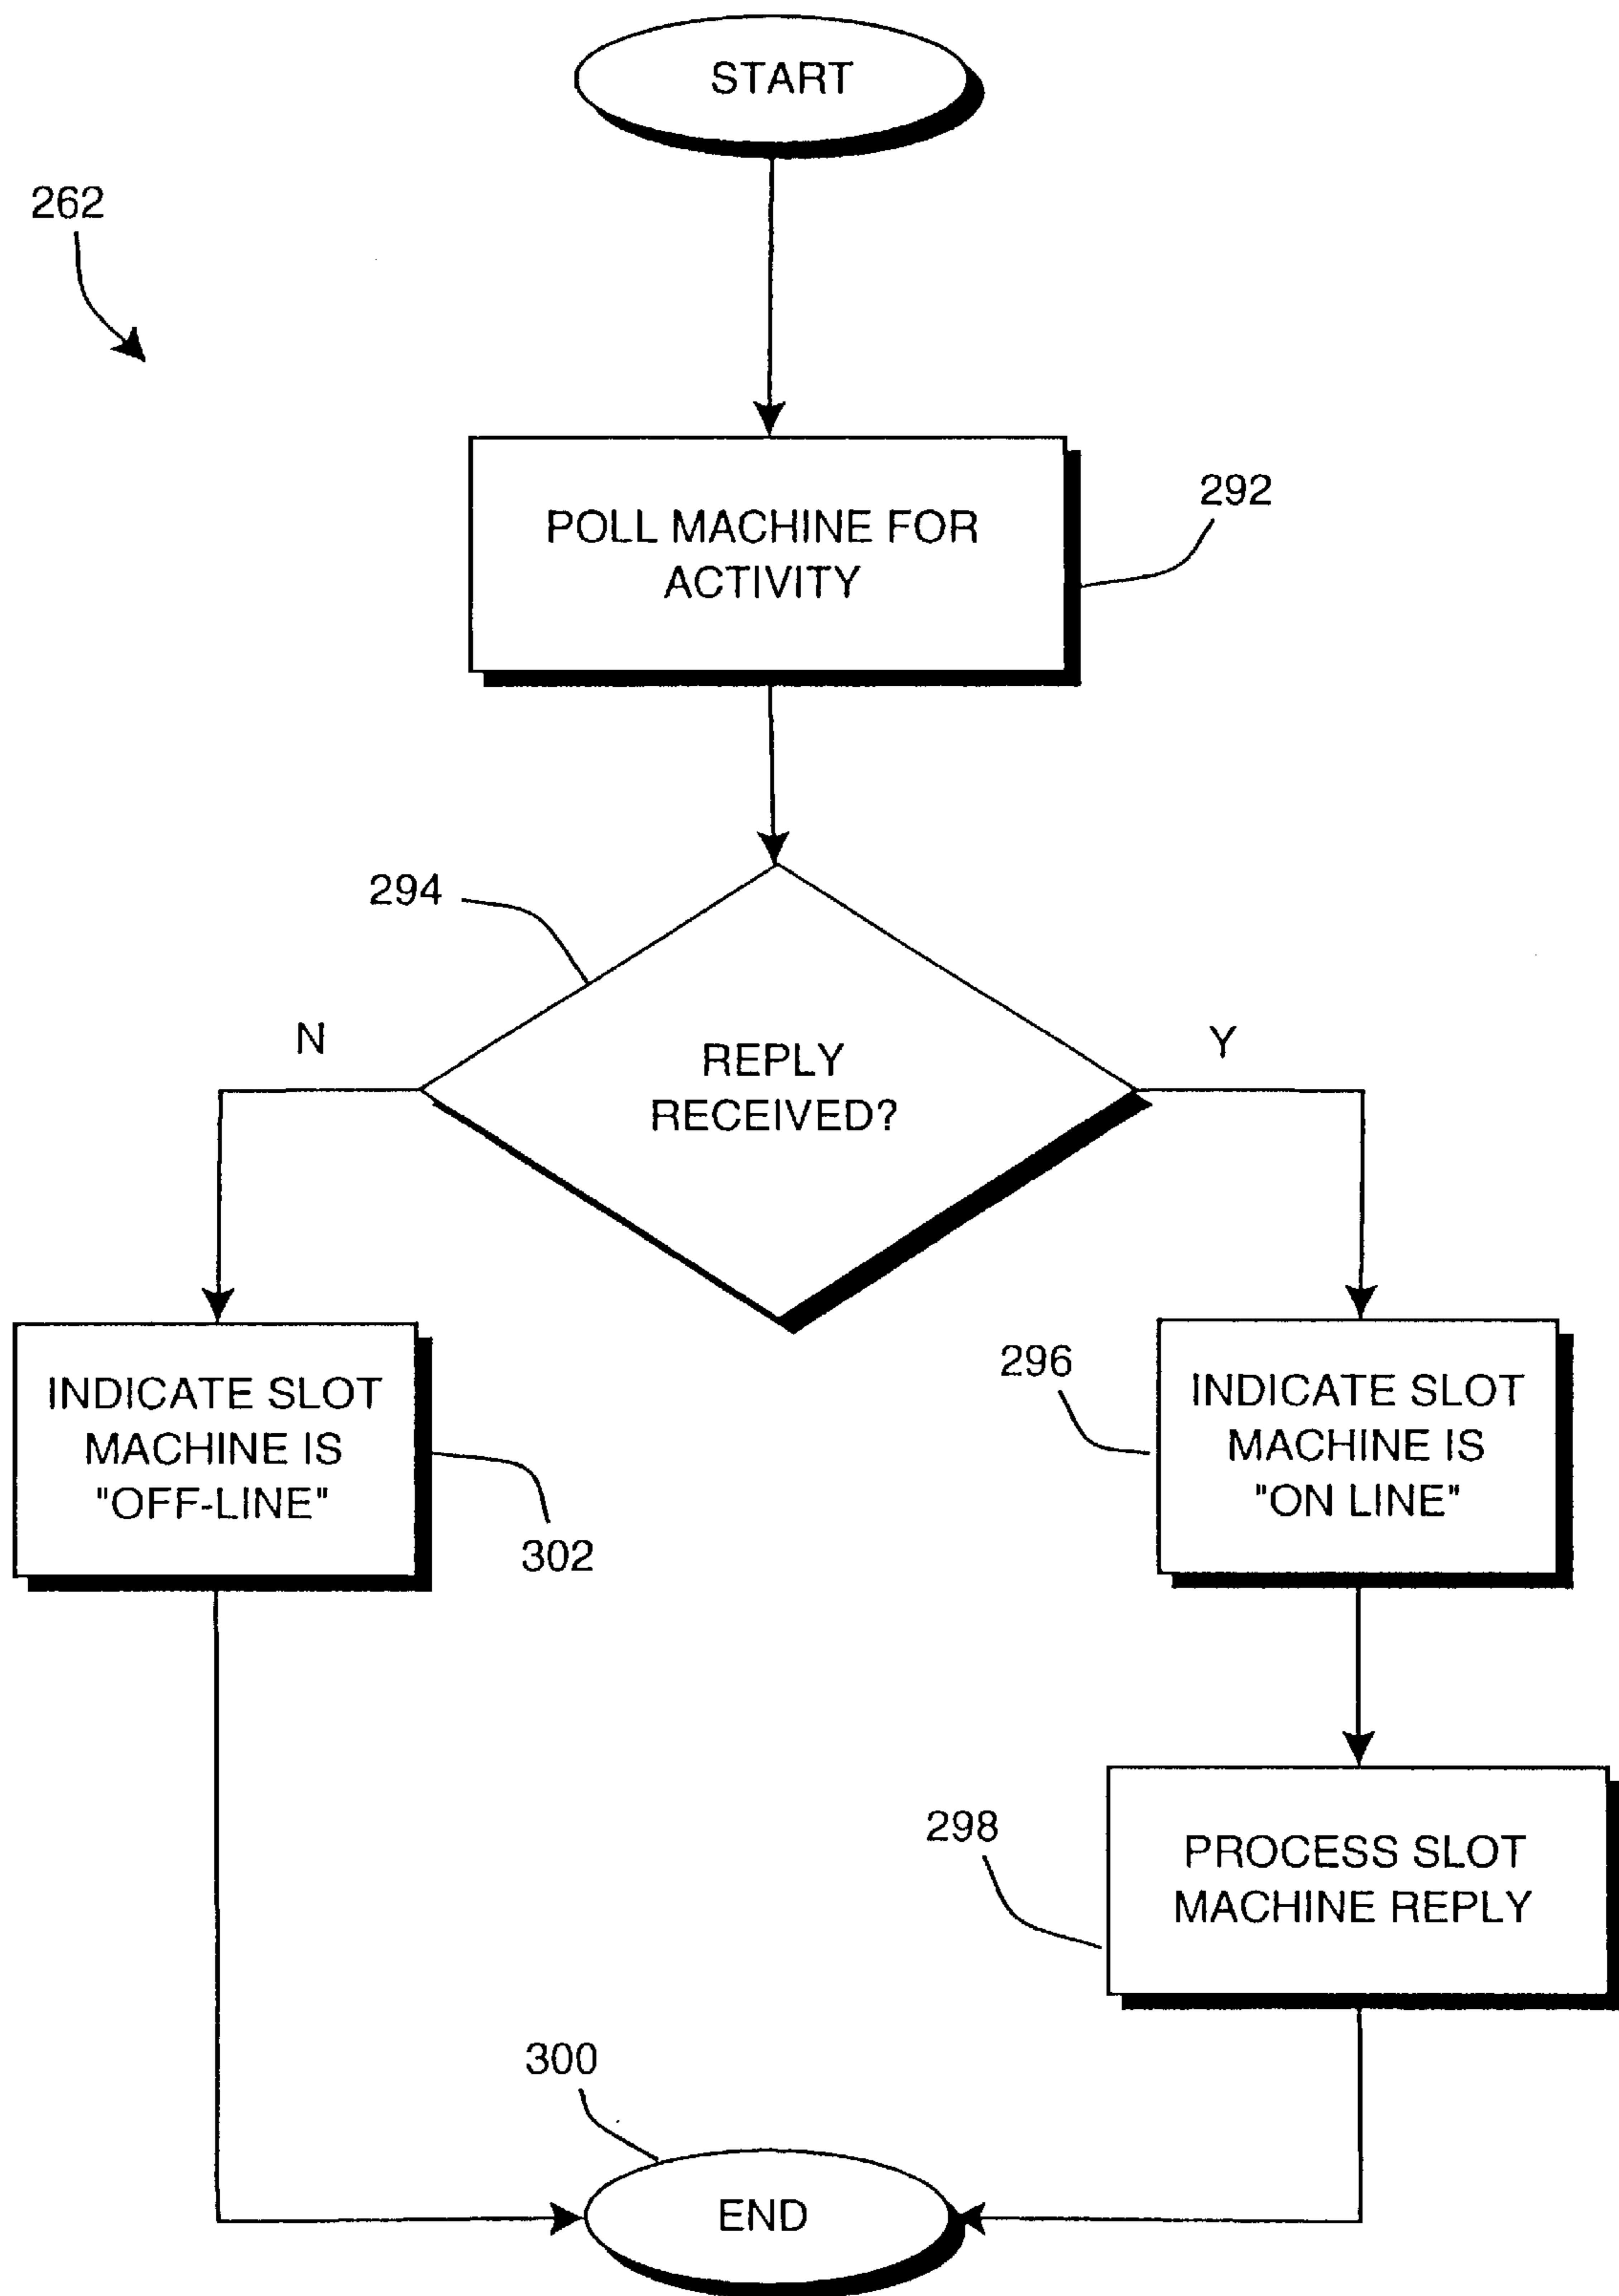 START
262
POLL MACHINE FOR
ACTIVITY
292
294
N
REPLY
RECEIVED?
Y
INDICATE SLOT
MACHINE IS
"OFF-LINE"
302
296
INDICATE SLOT
MACHINE IS
"ON LINE"
298
PROCESS SLOT
MACHINE REPLY
300
END